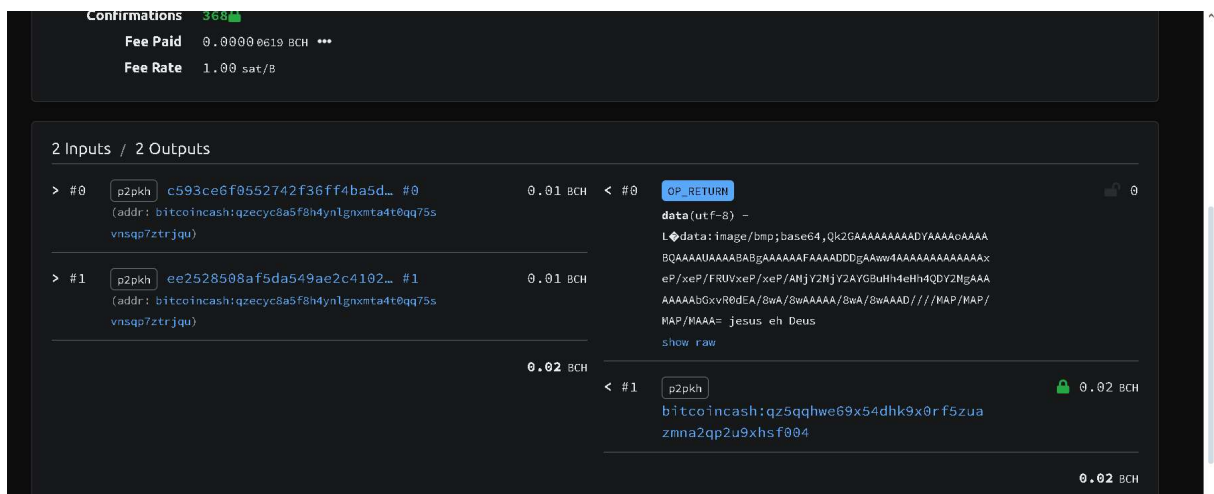 Confirmations 368
Fee Paid 0.00000619 BCH •••
Fee Rate 1.00 sat/B
2 Inputs / 2 Outputs
> #0 p2pkh c593ce6f0552742f36ff4ba5d… #0 0.01 BCH
(addr: bitcoincash:qzecyc8a5f8h4ynlgnxmta4t0qq75s
vnsqp7ztrjqu)
> #1 p2pkh ee2528508af5da549ae2c4102… #1 0.01 BCH
(addr: bitcoincash:qzecyc8a5f8h4ynlgnxmta4t0qq75s
vnsqp7ztrjqu)
0.02 BCH
< #0 OP_RETURN 0
data(utf-8) -
L�data:image/bmp;base64,Qk2GAAAAAAAAADYAAAAoAAAA
BQAAAAUAAAABABgAAAAAAFAAAADDDgAAww4AAAAAAAAAAAAx
eP/xeP/FRUVxeP/xeP/ANjY2NjY2AYGBuHh4eHh4QDY2NgAAA
AAAAAbGxvR0dEA/8wA/8wAAAAA/8wA/8wAAAD////MAP/MAP/
MAP/MAAA= jesus eh Deus
show raw
< #1 p2pkh 0.02 BCH
bitcoincash:qz5qqhwe69x54dhk9x0rf5zua
zmna2qp2u9xhsf004
0.02 BCH